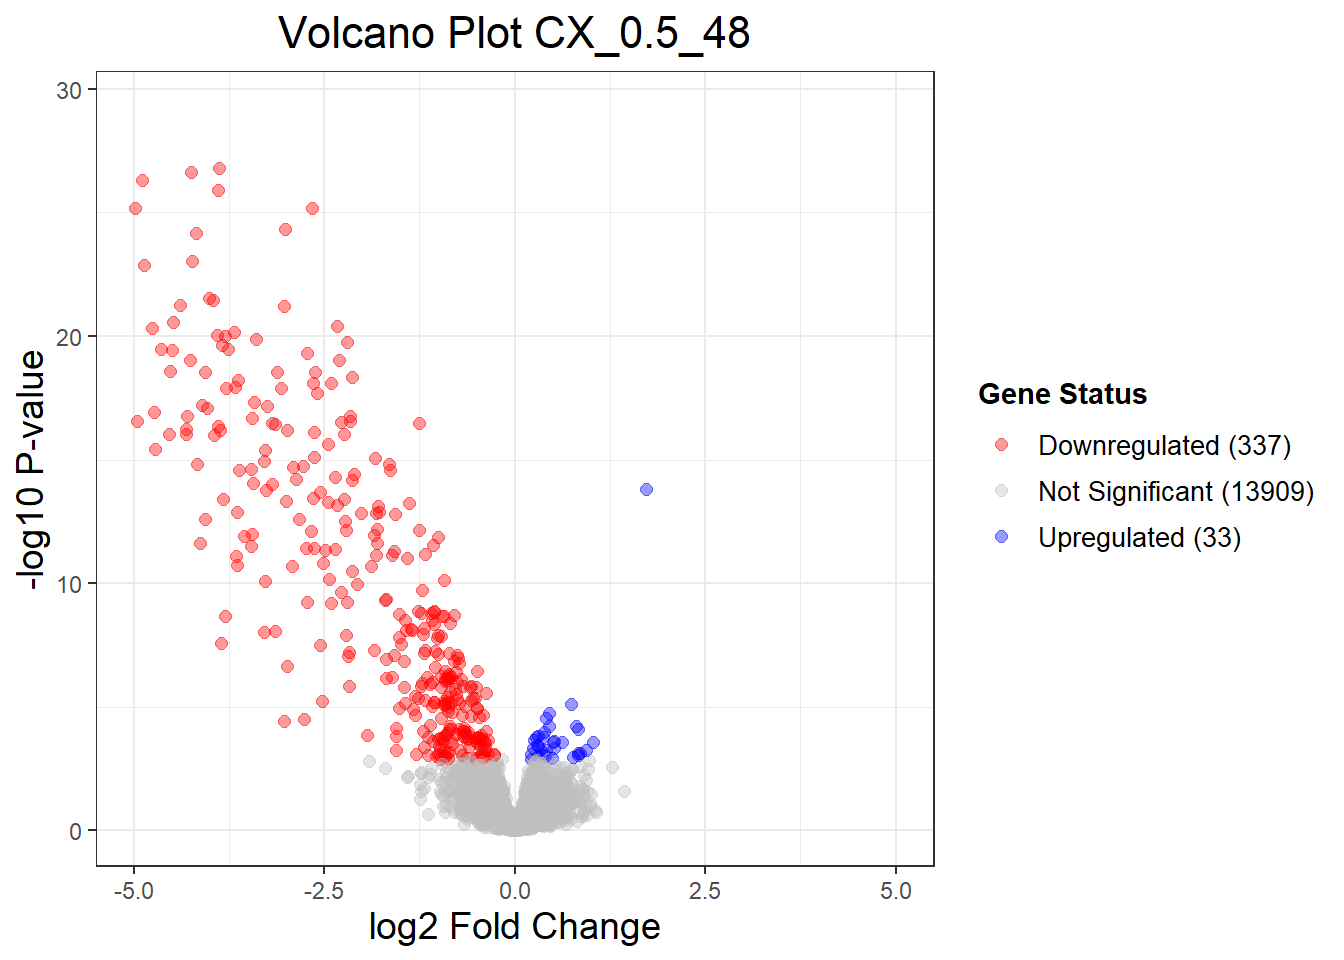 Volcano Plot CX_0.5_48
30
20
10
0
-log10 P-value
-5.0
-2.5
0.0
2.5
5.0
log2 Fold Change
Gene Status
Downregulated (337)
Not Significant (13909)
Upregulated (33)